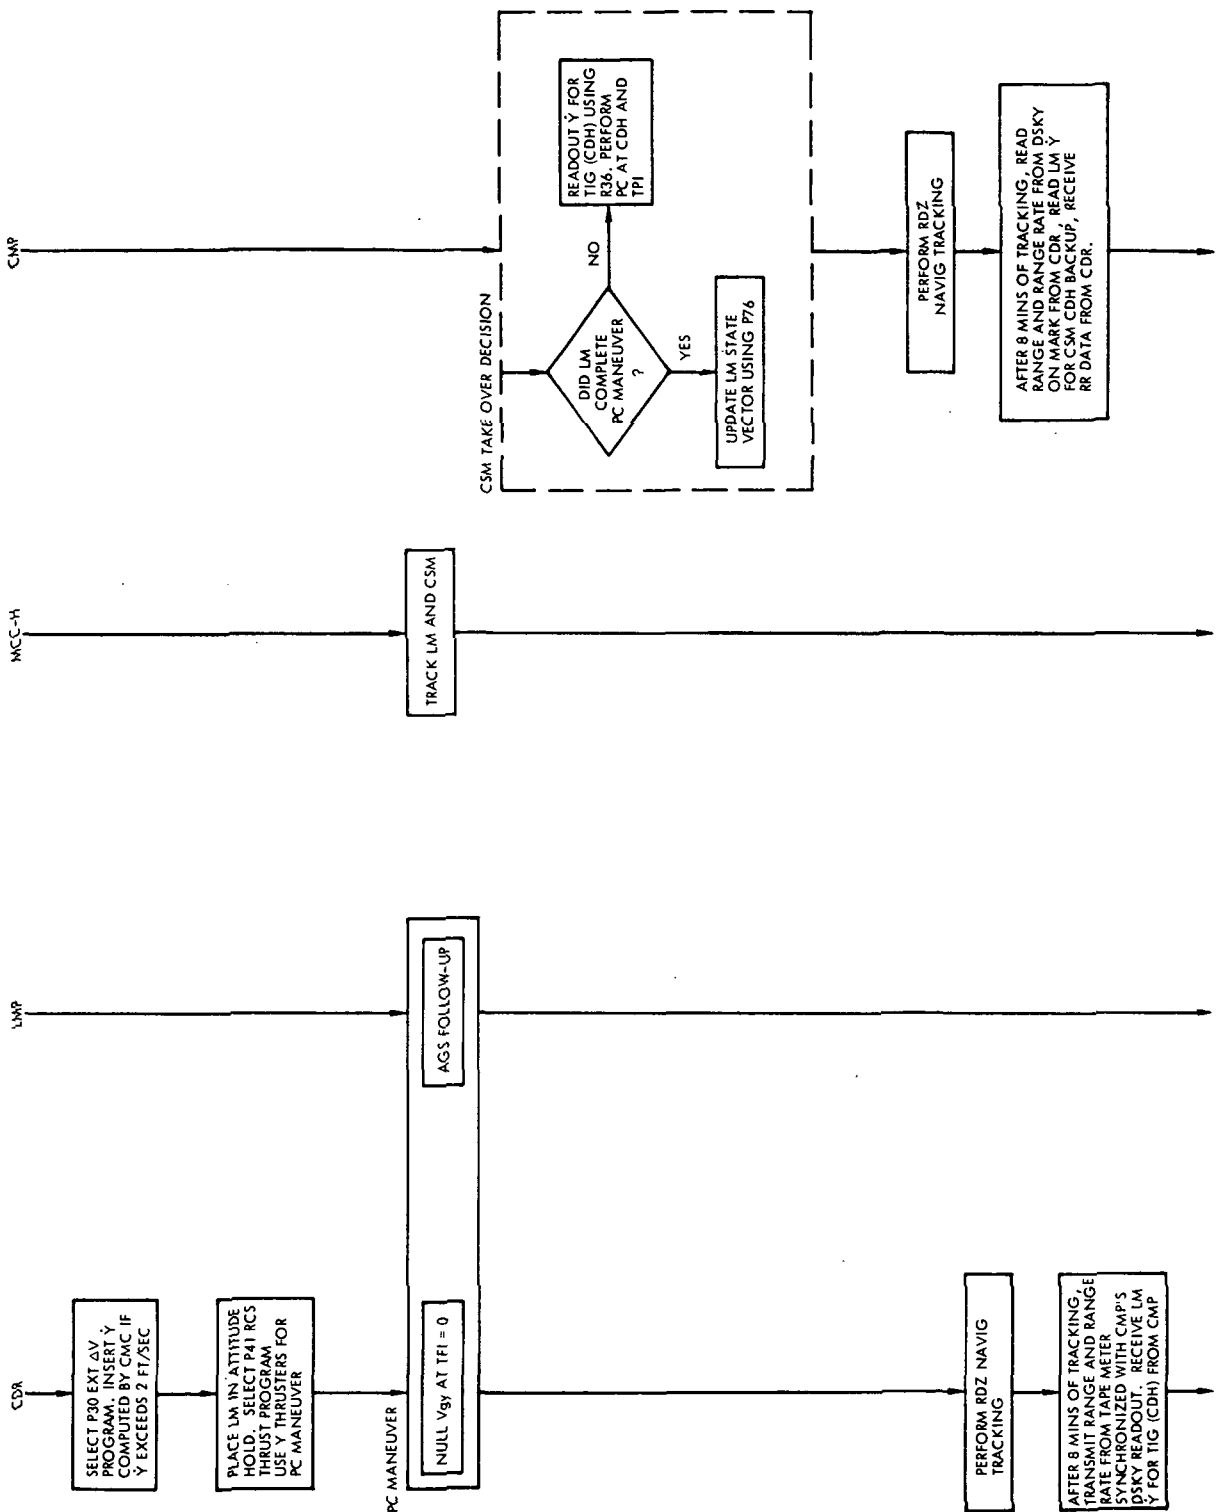 CDR
SELECT P30 EXT ΔV
PROGRAM. INSERT Ẏ
COMPUTED BY CMC IF
Ẏ EXCEEDS 2 FT/SEC
PLACE LM IN ATTITUDE
HOLD. SELECT P41 RCS
THRUST PROGRAM
USE Y THRUSTERS FOR
PC MANEUVER
PC MANEUVER
NULL Vgy AT TFI = 0
PERFORM RDZ NAVIG
TRACKING
AFTER 8 MINS OF TRACKING,
TRANSMIT RANGE AND RANGE
RATE FROM TAPE METER
SYNCHRONIZED WITH CMP'S
DSKY READOUT. RECEIVE LM
Ẏ FOR TIG (CDH) FROM CMP
LMP
AGS FOLLOW-UP
MCC-H
TRACK LM AND CSM
CMP
CSM TAKE OVER DECISION
DID LM
COMPLETE
PC MANEUVER
?
NO
READOUT Ẏ FOR
TIG (CDH) USING
R36. PERFORM
PC AT CDH AND
TPI
YES
UPDATE LM STATE
VECTOR USING P76
PERFORM RDZ
NAVIG TRACKING
AFTER 8 MINS OF TRACKING, READ
RANGE AND RANGE RATE FROM DSKY
ON MARK FROM CDR, READ LM Ẏ
FOR CSM CDH BACKUP, RECEIVE
RR DATA FROM CDR.